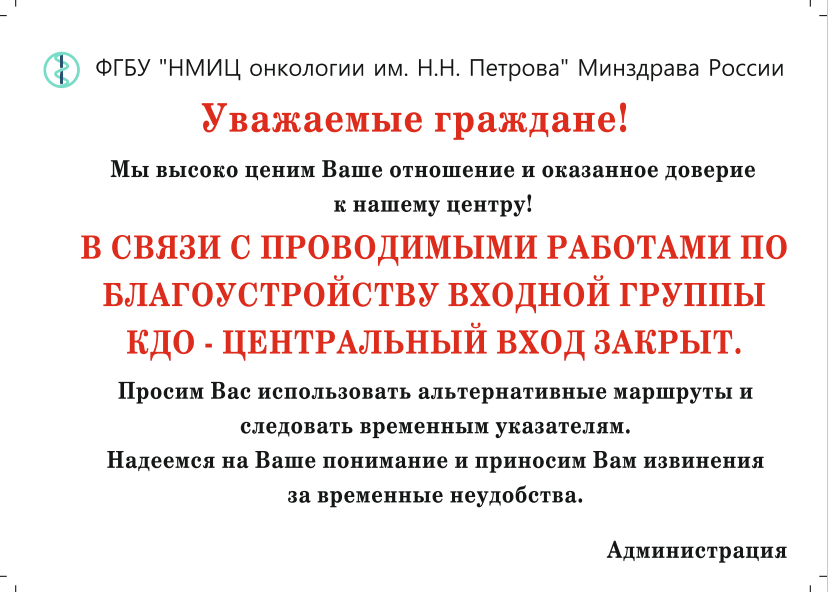 ФГБУ "НМИЦ онкологии им. Н.Н. Петрова" Минздрава России
Уважаемые граждане!
Мы высоко ценим Ваше отношение и оказанное доверие
к нашему центру!
В СВЯЗИ С ПРОВОДИМЫМИ РАБОТАМИ ПО
БЛАГОУСТРОЙСТВУ ВХОДНОЙ ГРУППЫ
КДО - ЦЕНТРАЛЬНЫЙ ВХОД ЗАКРЫТ.
Просим Вас использовать альтернативные маршруты и
следовать временным указателям.
Надеемся на Ваше понимание и приносим Вам извинения
за временные неудобства.
Администрация